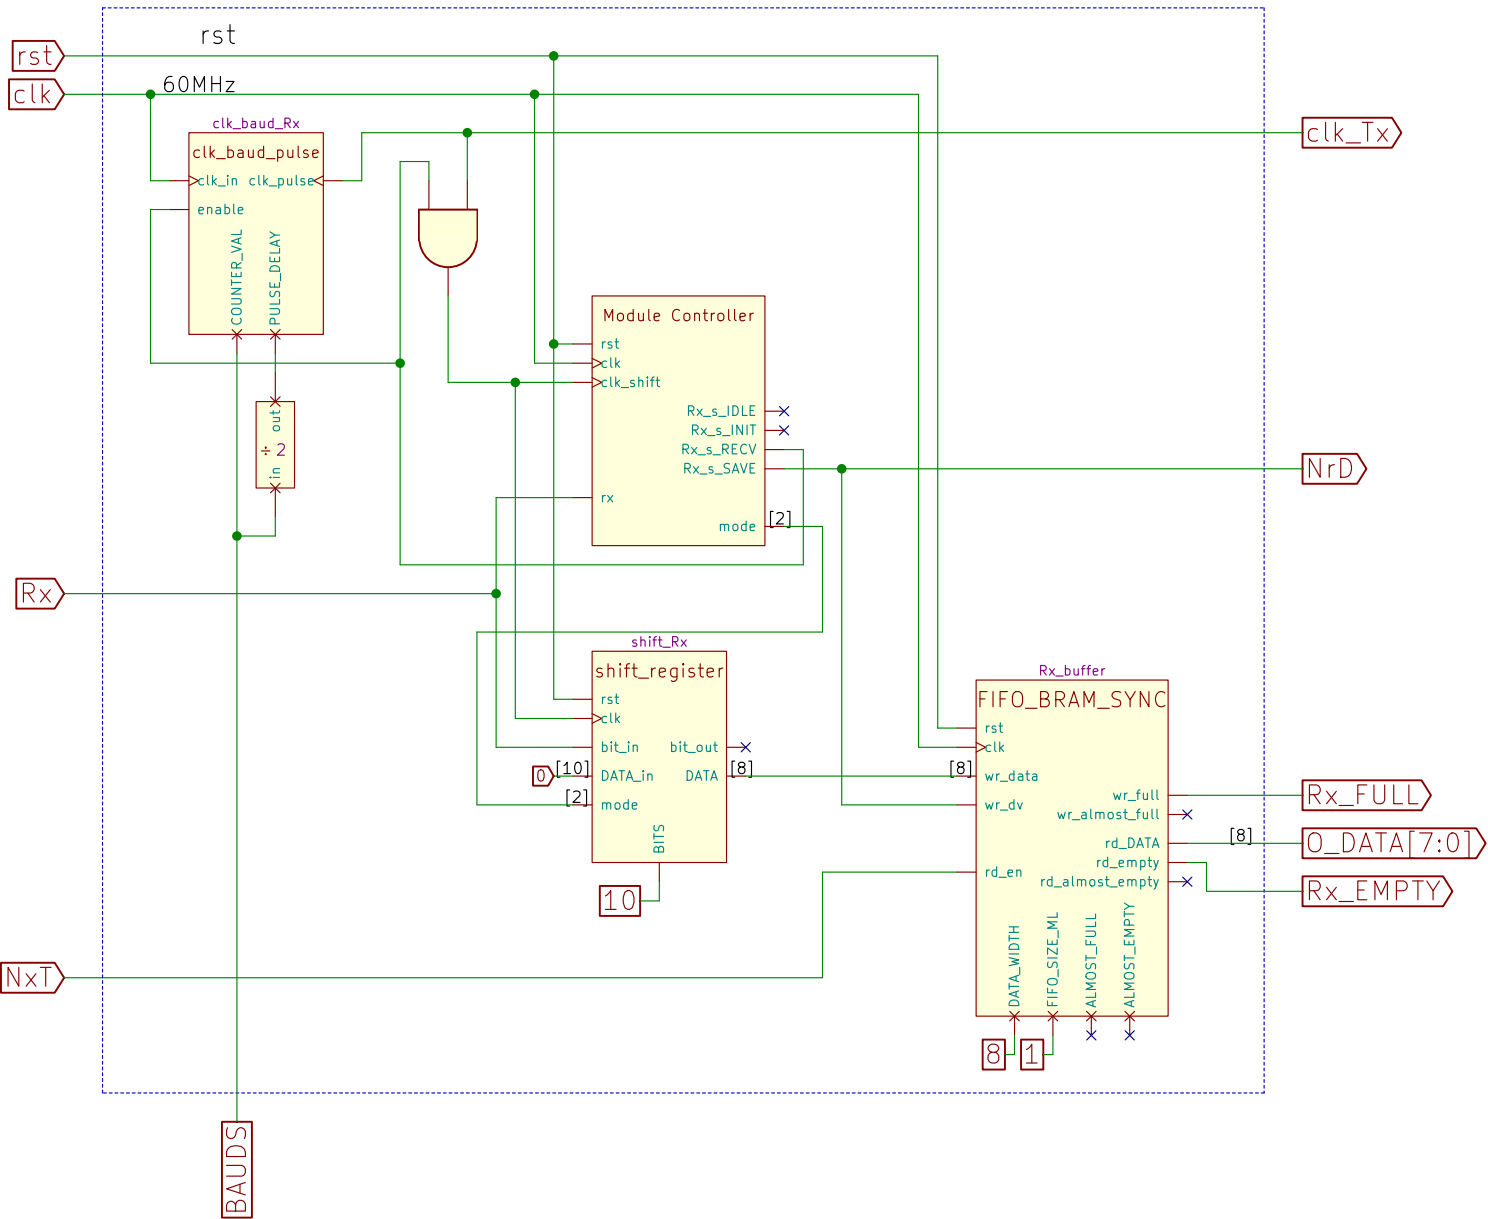 rst
rst
60MHz
clk
clk_baud_Rx
clk_baud_pulse
clk_in clk_pulse
enable
COUNTER_VAL
PULSE_DELAY
clk_Tx
out
÷ 2
in
Module Controller
rst
clk
clk_shift
Rx_s_IDLE
Rx_s_INIT
Rx_s_RECV
Rx_s_SAVE
rx
mode
[2]
NrD
Rx
shift_Rx
shift_register
rst
clk
bit_in bit_out
0
[10]
DATA_in DATA
[8]
[2]
mode
BITS
10
Rx_buffer
FIFO_BRAM_SYNC
rst
clk
[8]
wr_data
wr_dv
wr_full
wr_almost_full
rd_DATA
rd_empty
rd_en
rd_almost_empty
DATA_WIDTH
FIFO_SIZE_ML
ALMOST_FULL
ALMOST_EMPTY
8
1
Rx_FULL
[8]
O_DATA[7:0]
Rx_EMPTY
NxT
BAUDS